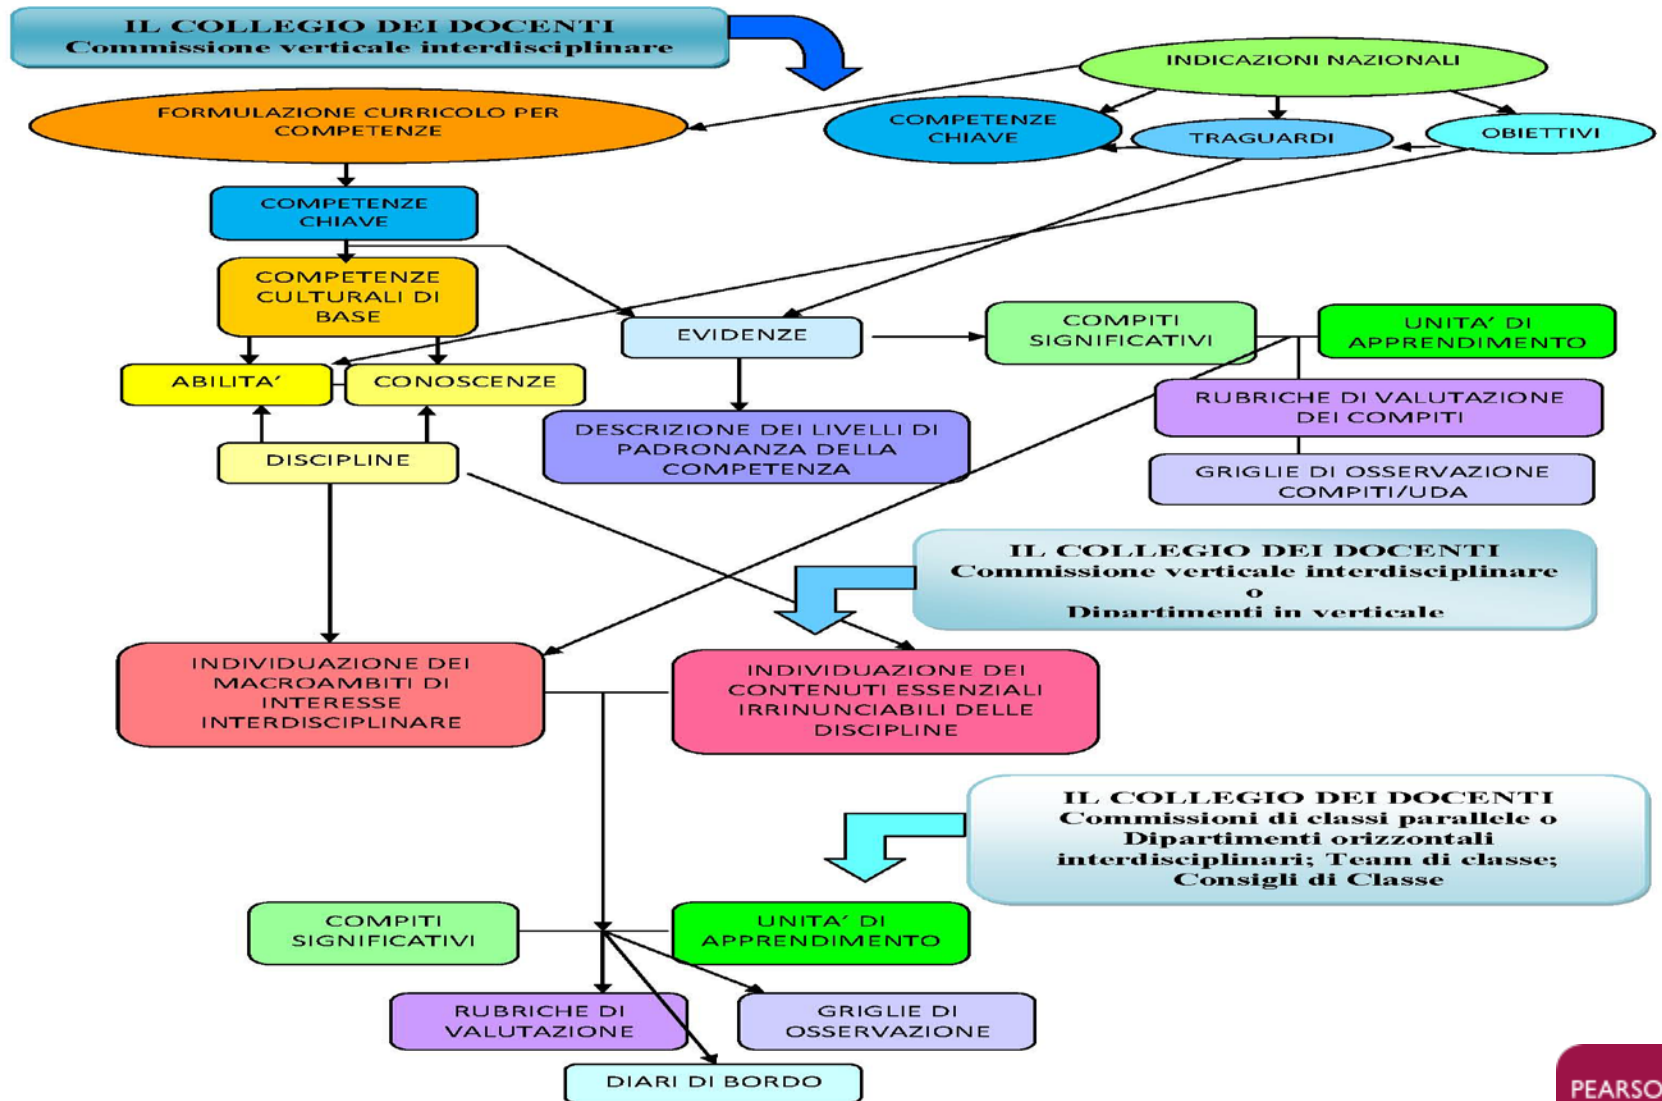 IL COLLEGIO DEI DOCENTI
Commissione verticale interdisciplinare
INDICAZIONI NAZIONALI
FORMULAZIONE CURRICOLO PER
COMPETENZE
COMPETENZE
CHIAVE
TRAGUARDI
OBIETTIVI
COMPETENZE
CHIAVE
COMPETENZE
CULTURALI DI
BASE
EVIDENZE
COMPITI
SIGNIFICATIVI
UNITA’ DI
APPRENDIMENTO
ABILITA’
CONOSCENZE
RUBRICHE DI VALUTAZIONE
DEI COMPITI
DESCRIZIONE DEI LIVELLI DI
PADRONANZA DELLA
COMPETENZA
DISCIPLINE
GRIGLIE DI OSSERVAZIONE
COMPITI/UDA
IL COLLEGIO DEI DOCENTI
Commissione verticale interdisciplinare
o
Dipartimenti in verticale
INDIVIDUAZIONE DEI
MACROAMBITI DI
INTERESSE
INTERDISCIPLINARE
INDIVIDUAZIONE DEI
CONTENUTI ESSENZIALI
IRRINUNCIABILI DELLE
DISCIPLINE
IL COLLEGIO DEI DOCENTI
Commissioni di classi parallele o
Dipartimenti orizzontali
interdisciplinari; Team di classe;
Consigli di Classe
COMPITI
SIGNIFICATIVI
UNITA’ DI
APPRENDIMENTO
RUBRICHE DI
VALUTAZIONE
GRIGLIE DI
OSSERVAZIONE
DIARI DI BORDO
PEARSO